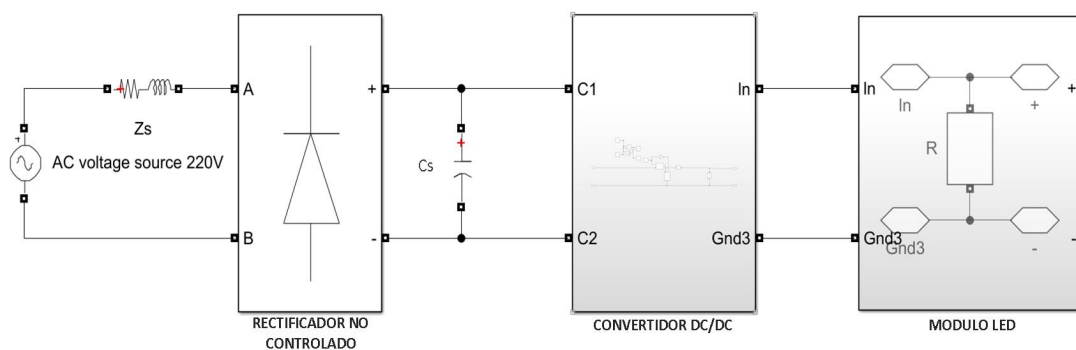 Zs
AC voltage source 220V
A
B
+
-
RECTIFICADOR NO
CONTROLADO
+
Cs
C1
C2
In
Gnd3
CONVERTIDOR DC/DC
In
Gnd3
In
+
R
Gnd3
-
+
-
MODULO LED